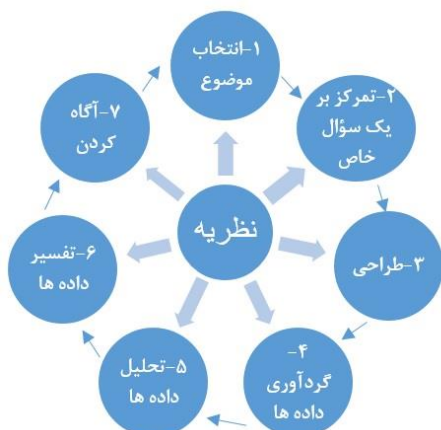 ۱-انتخاب
موضوع
۲-تمرکز بر
یک سؤال
خاص
۳-طراحی
۴-
گردآوری
داده ها
۵-تحلیل
داده ها
۶-تفسیر
داده ها
۷-آگاه
کردن
نظریه